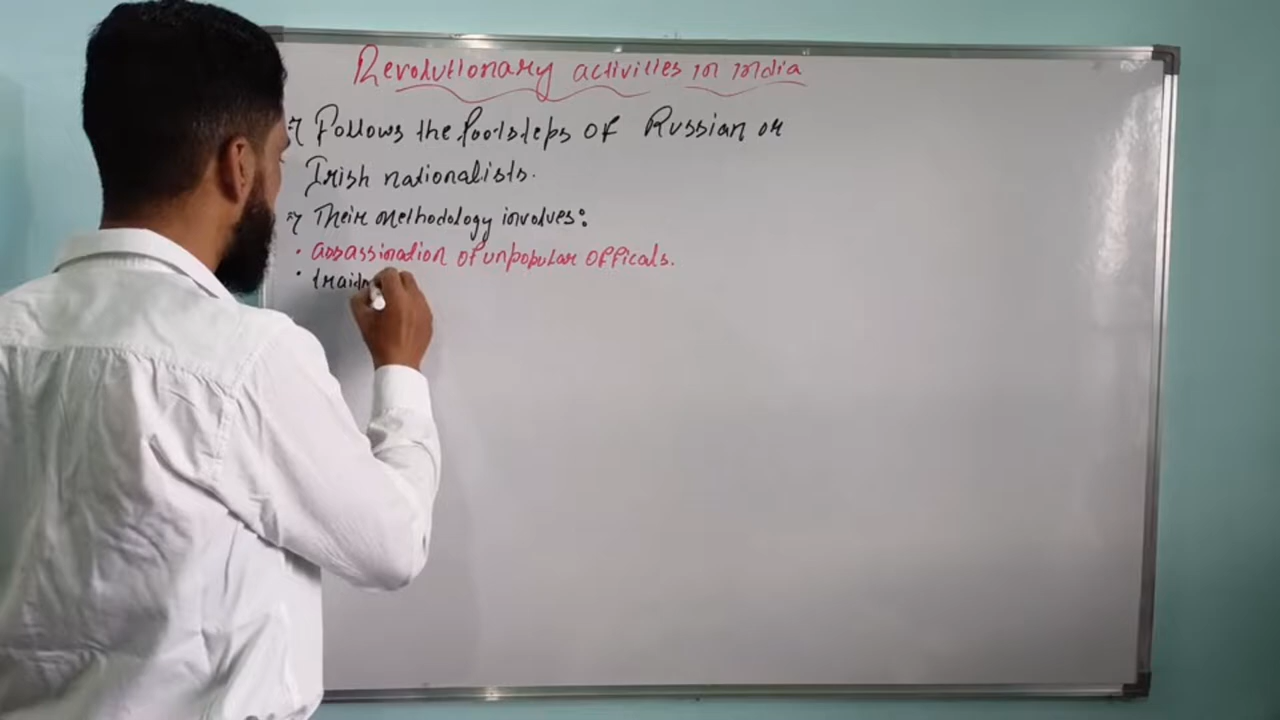 Revolutionary activities in India
→ Follows the footsteps of Russian or
Irish nationalists.
→ Their methodology involves:
• assassination of unpopular officals.
•